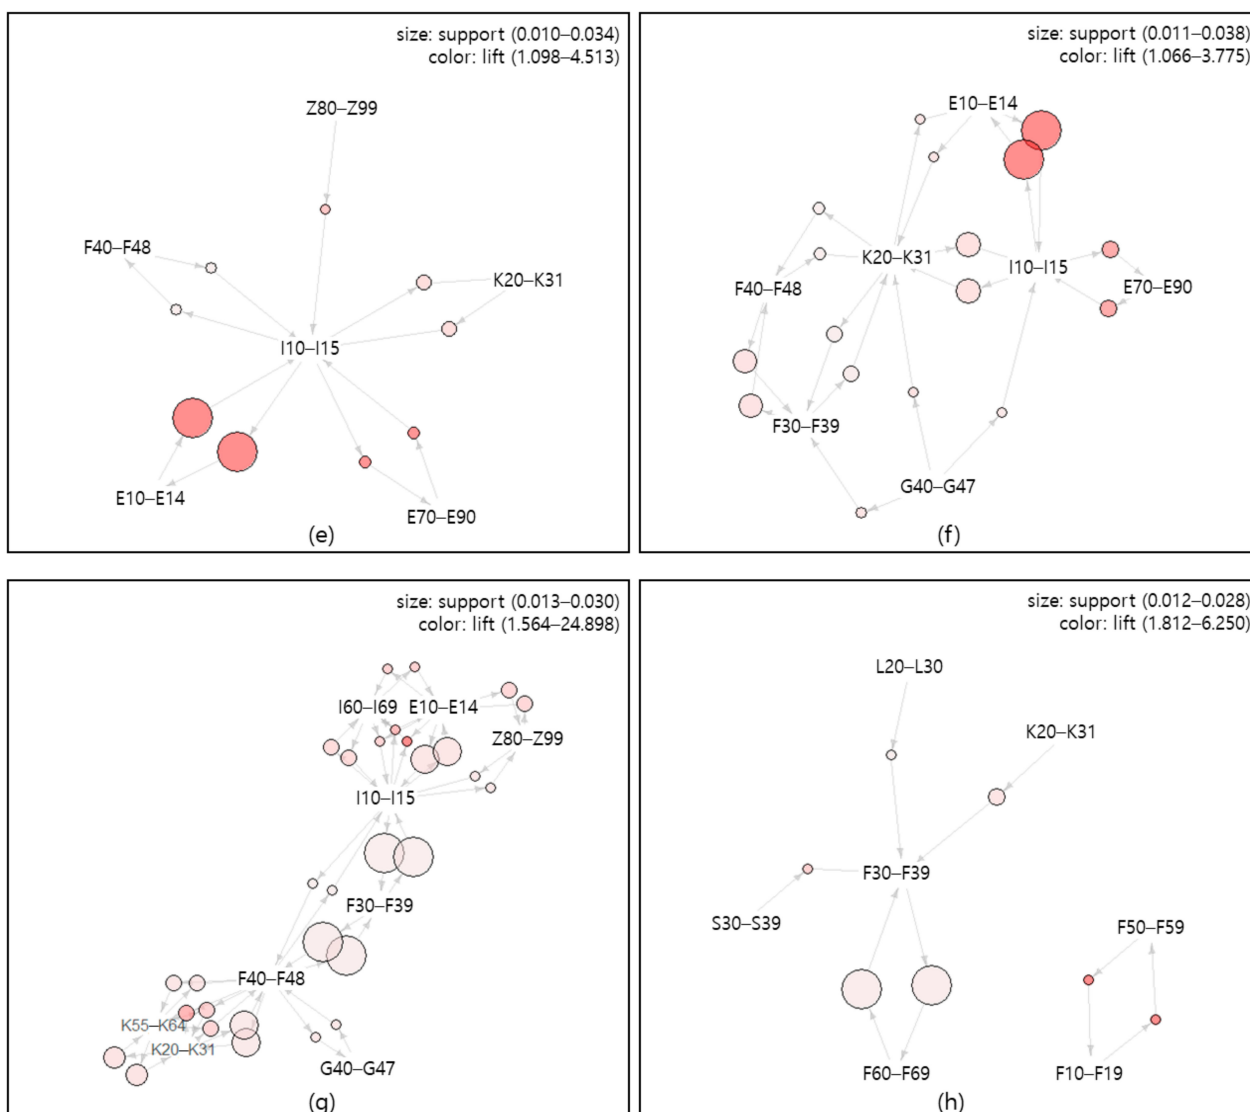 size: support (0.010–0.034)
color: lift (1.098–4.513)
Z80–Z99
F40–F48
K20–K31
I10–I15
E10–E14
E70–E90
(e)
size: support (0.011–0.038)
color: lift (1.066–3.775)
E10–E14
K20–K31
I10–I15
F40–F48
E70–E90
F30–F39
G40–G47
(f)
size: support (0.013–0.030)
color: lift (1.564–24.898)
I60–I69
E10–E14
Z80–Z99
I10–I15
F30–F39
F40–F48
K55–K64
K20–K31
G40–G47
(g)
size: support (0.012–0.028)
color: lift (1.812–6.250)
L20–L30
K20–K31
F30–F39
S30–S39
F50–F59
F60–F69
F10–F19
(h)